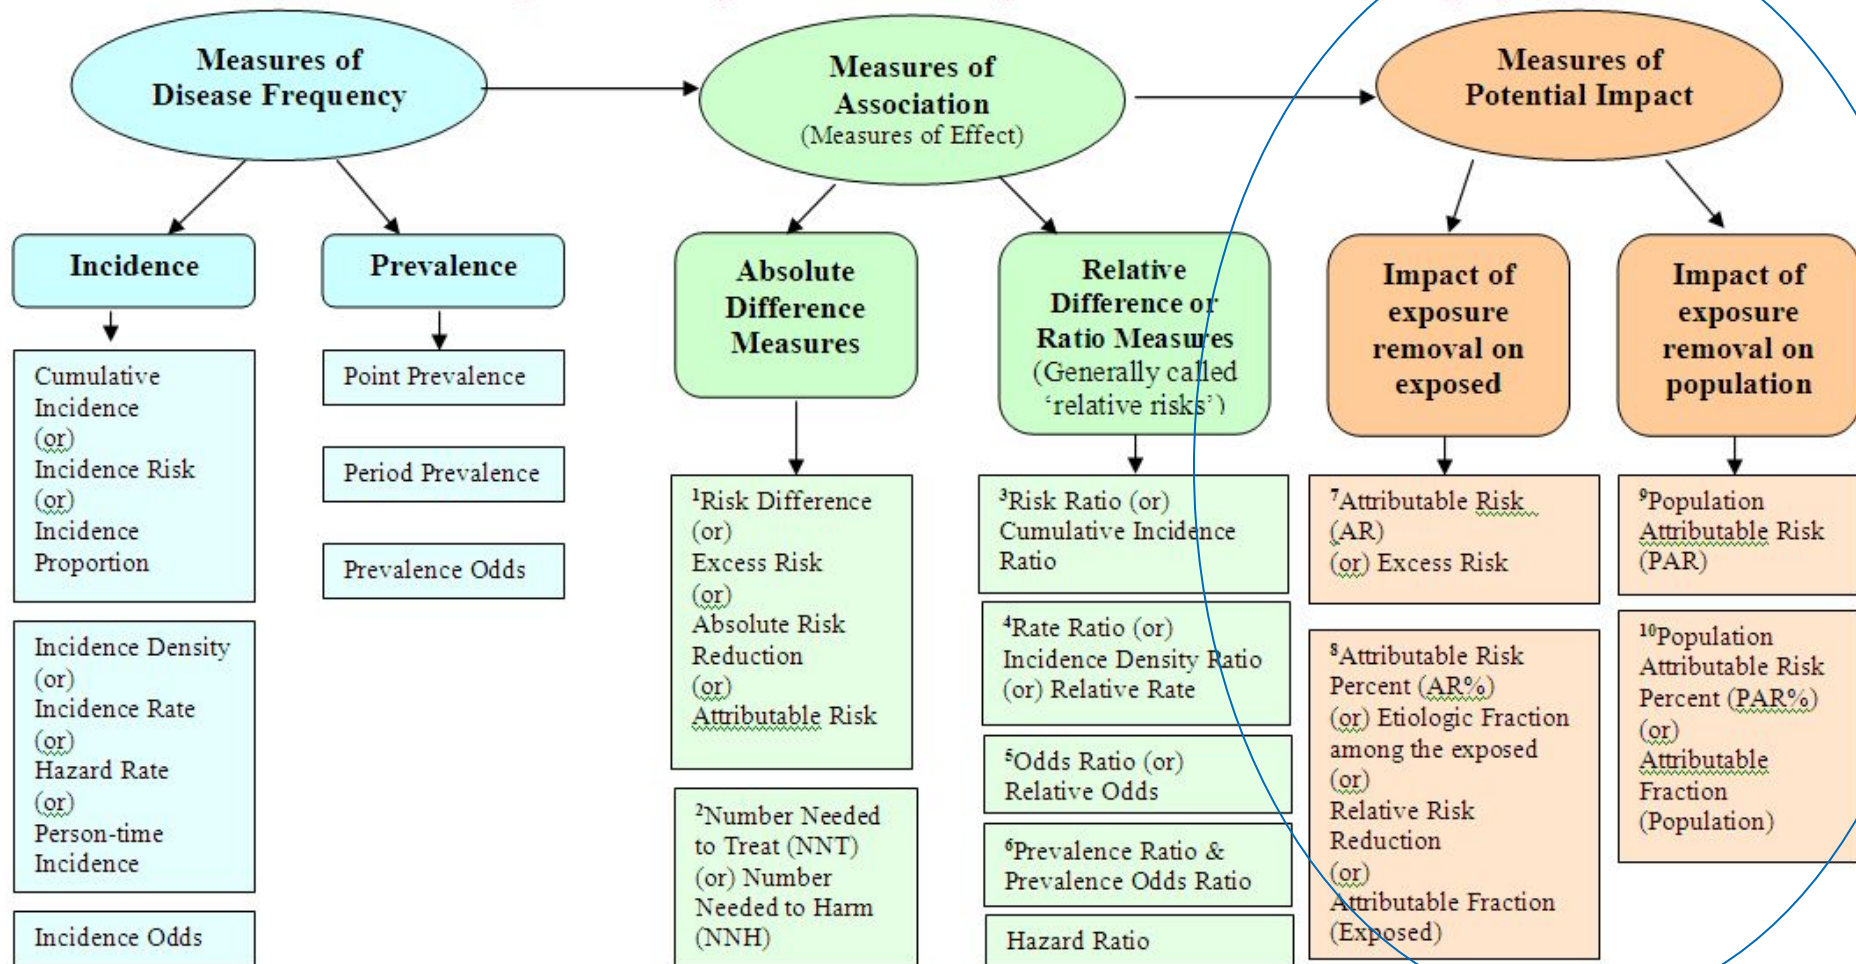 Measures of
Disease Frequency
Measures of
Association
(Measures of Effect)
Measures of
Potential Impact
Incidence
Prevalence
Absolute
Difference
Measures
Relative
Difference or
Ratio Measures
(Generally called
‘relative risks’)
Impact of
exposure
removal on
exposed
Impact of
exposure
removal on
population
Cumulative
Incidence
(or)
Incidence Risk
(or)
Incidence
Proportion
Incidence Density
(or)
Incidence Rate
(or)
Hazard Rate
(or)
Person-time
Incidence
Incidence Odds
Point Prevalence
Period Prevalence
Prevalence Odds
¹Risk Difference
(or)
Excess Risk
(or)
Absolute Risk
Reduction
(or)
Attributable Risk
²Number Needed
to Treat (NNT)
(or) Number
Needed to Harm
(NNH)
³Risk Ratio (or)
Cumulative Incidence
Ratio
⁴Rate Ratio (or)
Incidence Density Ratio
(or) Relative Rate
⁵Odds Ratio (or)
Relative Odds
⁶Prevalence Ratio &
Prevalence Odds Ratio
Hazard Ratio
⁷Attributable Risk
(AR)
(or) Excess Risk
⁸Attributable Risk
Percent (AR%)
(or) Etiologic Fraction
among the exposed
(or)
Relative Risk
Reduction
(or)
Attributable Fraction
(Exposed)
⁹Population
Attributable Risk
(PAR)
¹⁰Population
Attributable Risk
Percent (PAR%)
(or)
Attributable
Fraction
(Population)